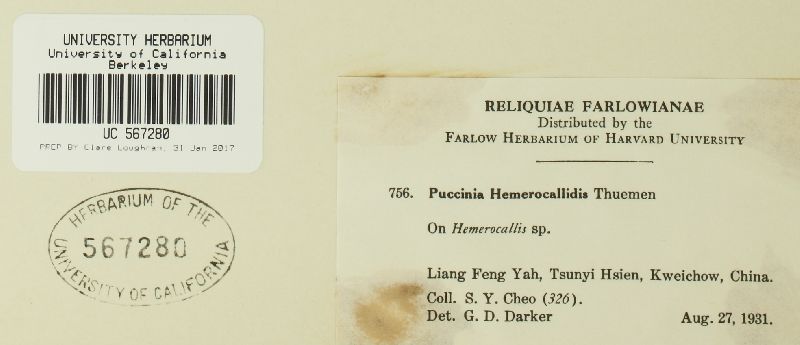 UNIVERSITY HERBARIUM
University of California
Berkeley
UC 567280
PREP BY Clare Loughran, 31 Jan 2017
HERBARIUM OF THE
567280
UNIVERSITY OF CALIFORNIA
RELIQUIAE FARLOWIANAE
Distributed by the
FARLOW HERBARIUM OF HARVARD UNIVERSITY
756. Puccinia Hemerocallidis Thuemen
On Hemerocallis sp.
Liang Feng Yah, Tsunyi Hsien, Kweichow, China.
Coll. S. Y. Cheo (326).
Det. G. D. Darker Aug. 27, 1931.